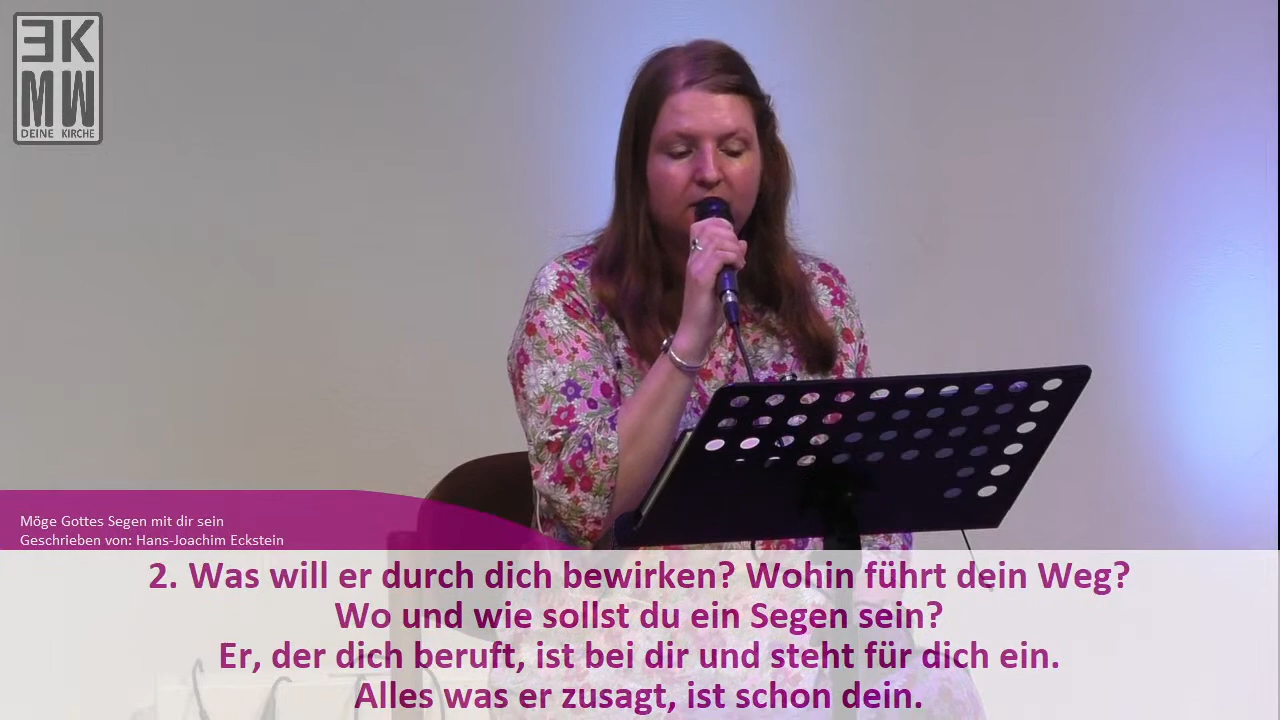 EK
MW
DEINE KIRCHE
Möge Gottes Segen mit dir sein
Geschrieben von: Hans-Joachim Eckstein
2. Was will er durch dich bewirken? Wohin führt dein Weg?
Wo und wie sollst du ein Segen sein?
Er, der dich beruft, ist bei dir und steht für dich ein.
Alles was er zusagt, ist schon dein.